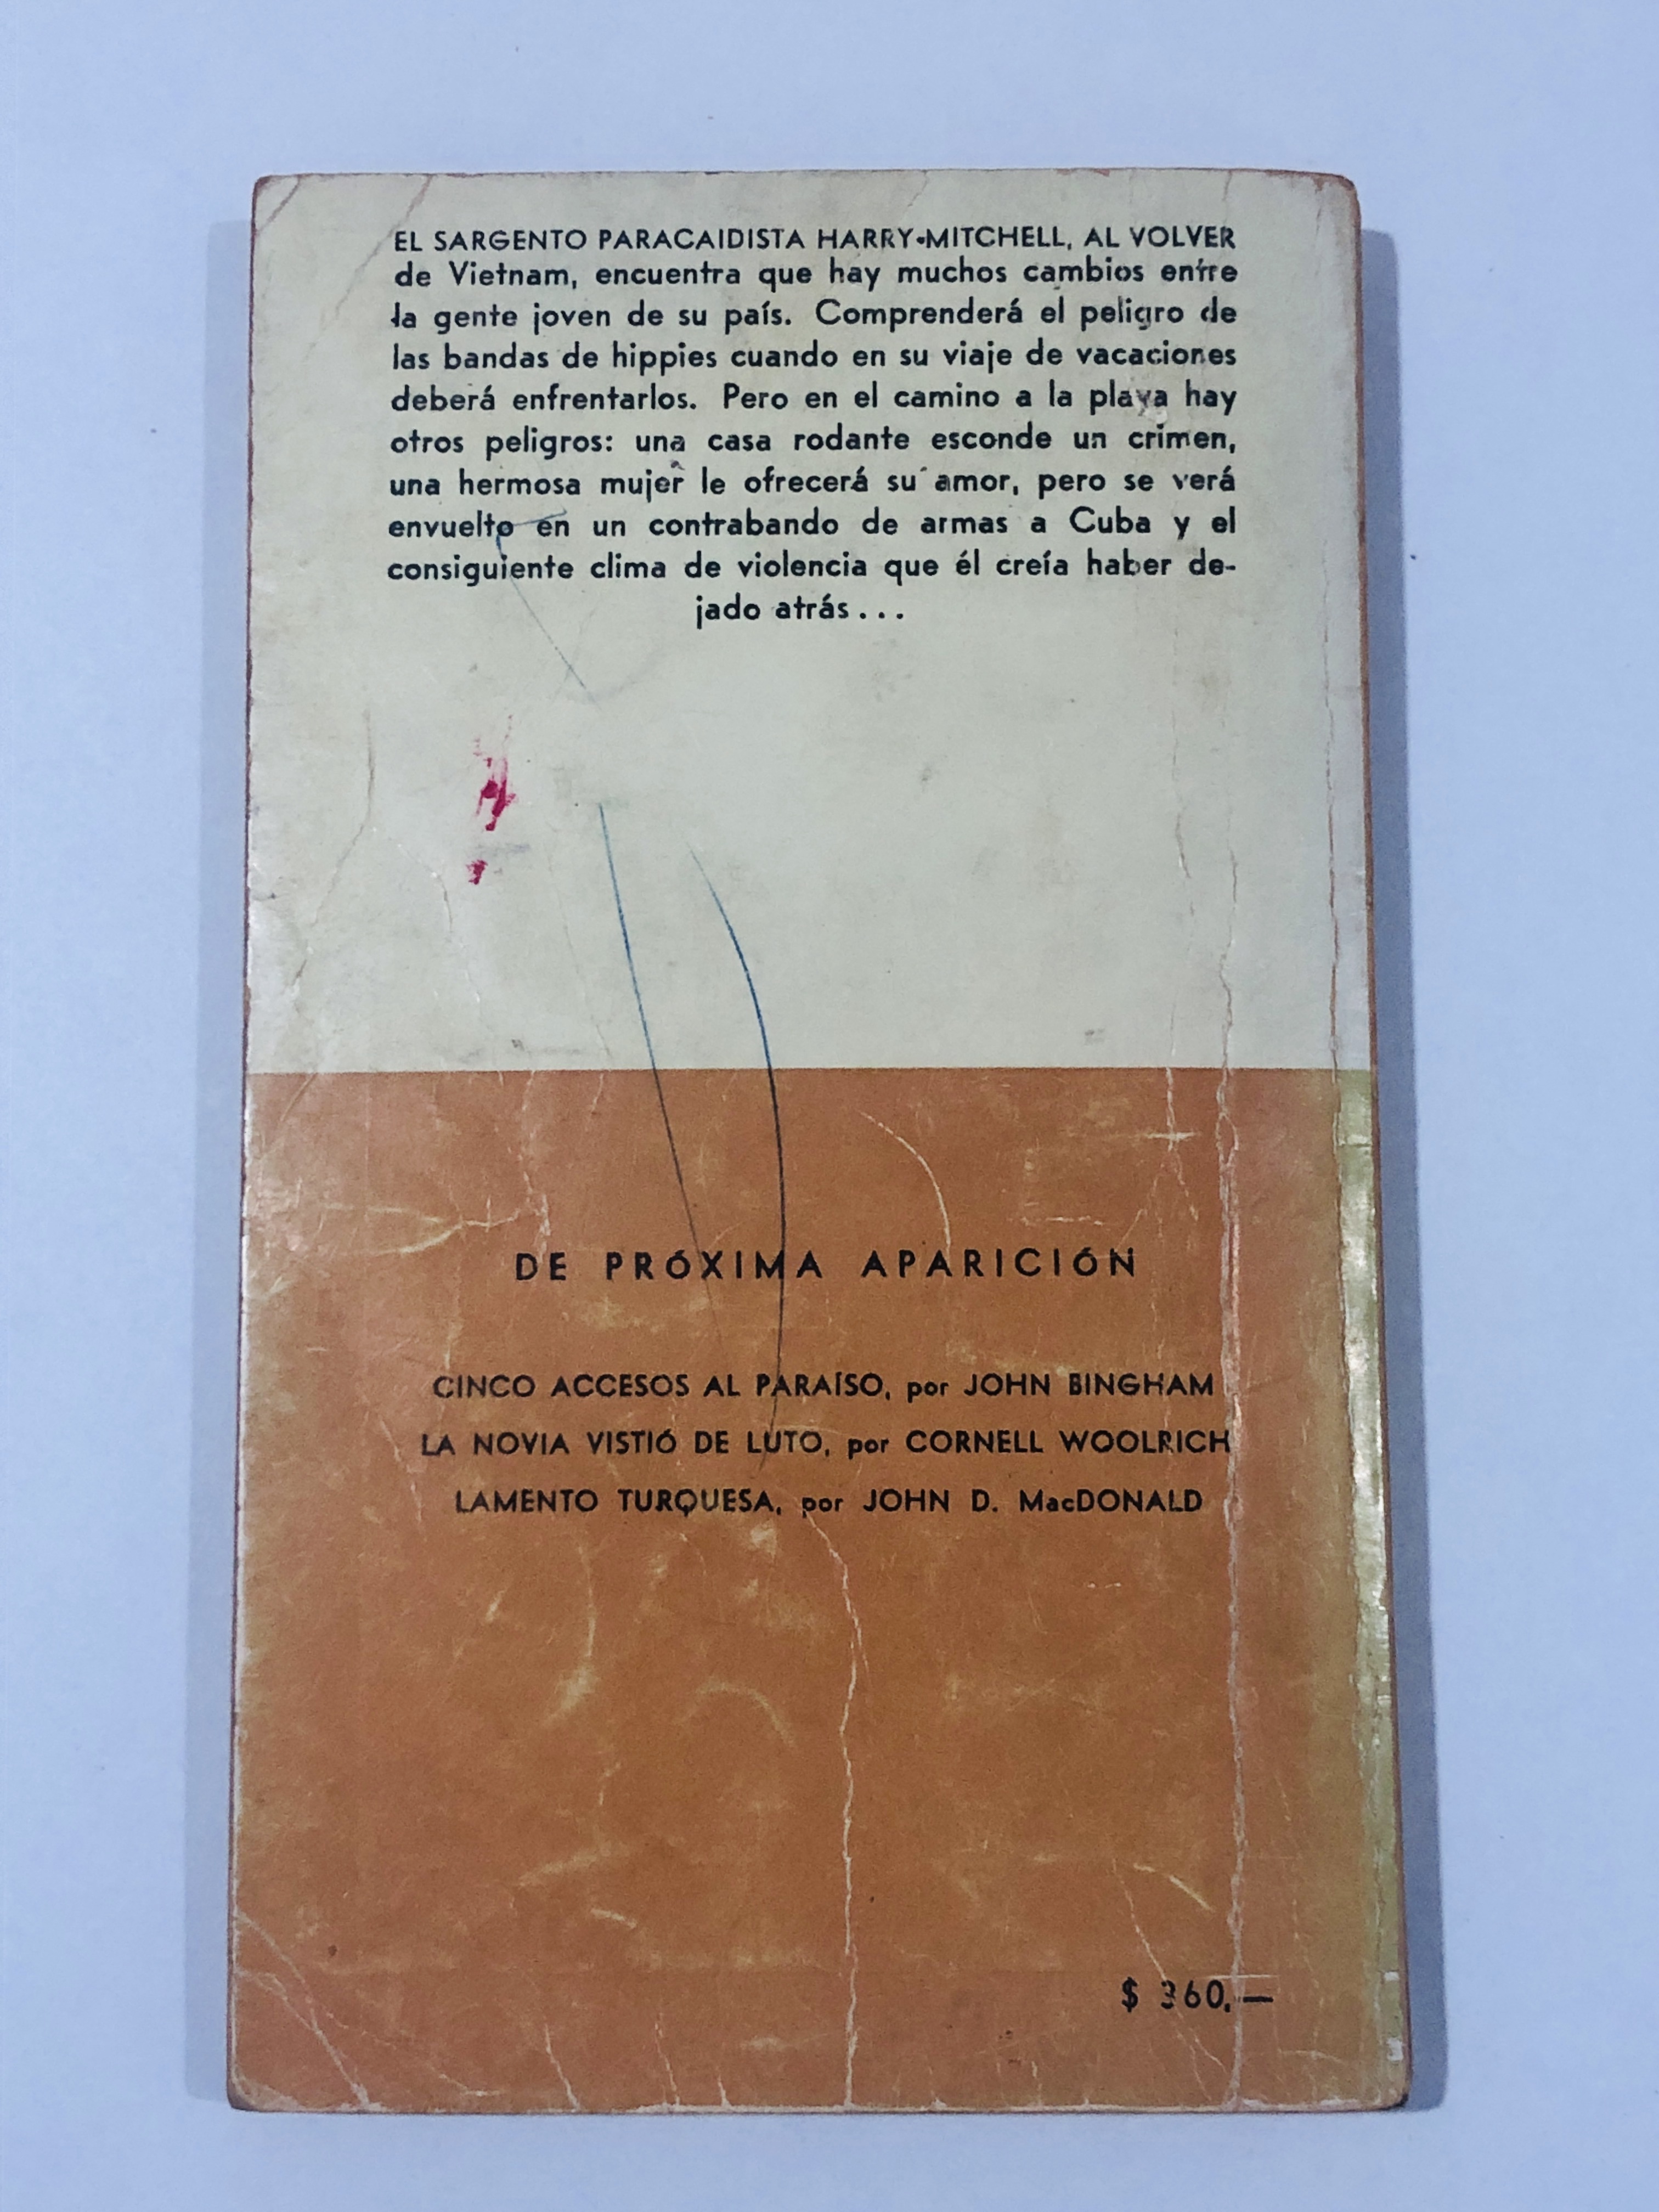 EL SARGENTO PARACAIDISTA HARRY MITCHELL, AL VOLVER
de Vietnam, encuentra que hay muchos cambios entre
la gente joven de su país. Comprenderá el peligro de
las bandas de hippies cuando en su viaje de vacaciones
deberá enfrentarlos. Pero en el camino a la playa hay
otros peligros: una casa rodante esconde un crimen,
una hermosa mujer le ofrecerá su amor, pero se verá
envuelto en un contrabando de armas a Cuba y el
consiguiente clima de violencia que él creía haber de-
jado atrás...
DE PRÓXIMA APARICIÓN
CINCO ACCESOS AL PARAÍSO, por JOHN BINGHAM
LA NOVIA VISTIÓ DE LUTO, por CORNELL WOOLRICH
LAMENTO TURQUESA, por JOHN D. MacDONALD
$ 360,—